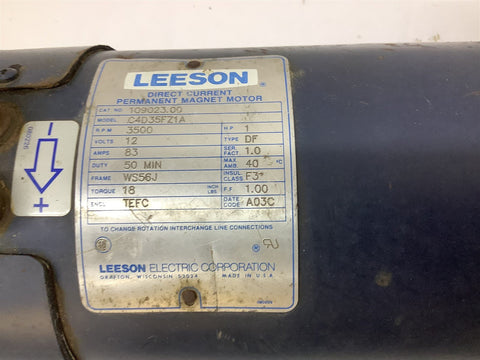 LEESON
DIRECT CURRENT
PERMANENT MAGNET MOTOR
CAT NO. 109023.00
MODEL C4D35FZ1A
R.P.M 3500 H.P 1
VOLTS 12 TYPE DF
AMPS 83 SER. FACT. 1.0
DUTY 50 MIN MAX AMB. 40 °C
FRAME WS56J INSUL CLASS F3*
TORQUE 18 INCH LBS F.F 1.00
ENCL TEFC DATE CODE A03C
TO CHANGE ROTATION INTERCHANGE LINE CONNECTIONS
LEESON ELECTRIC CORPORATION
GRAFTON, WISCONSIN 53024 MADE IN U.S.A.
+